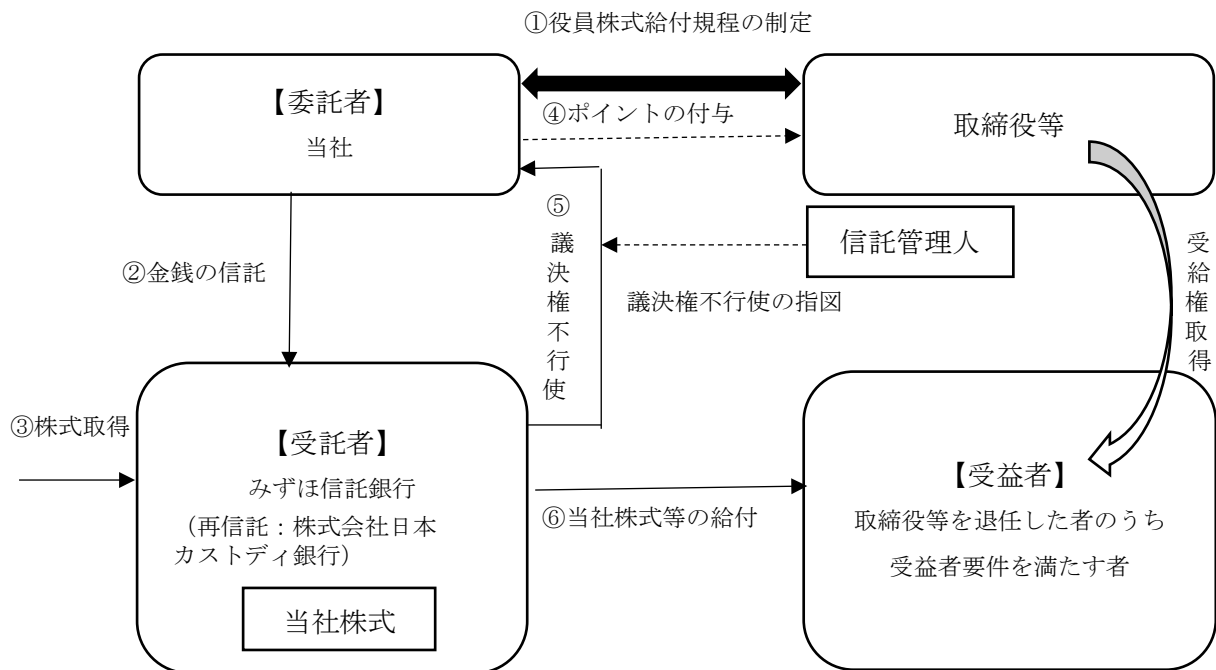 ①役員株式給付規程の制定
【委託者】
当社
④ポイントの付与
取締役等
⑤議決権不行使
信託管理人
議決権不行使の指図
受給権取得
②金銭の信託
③株式取得
【受託者】
みずほ信託銀行
（再信託：株式会社日本
カストディ銀行）
当社株式
⑥当社株式等の給付
【受益者】
取締役等を退任した者のうち
受益者要件を満たす者